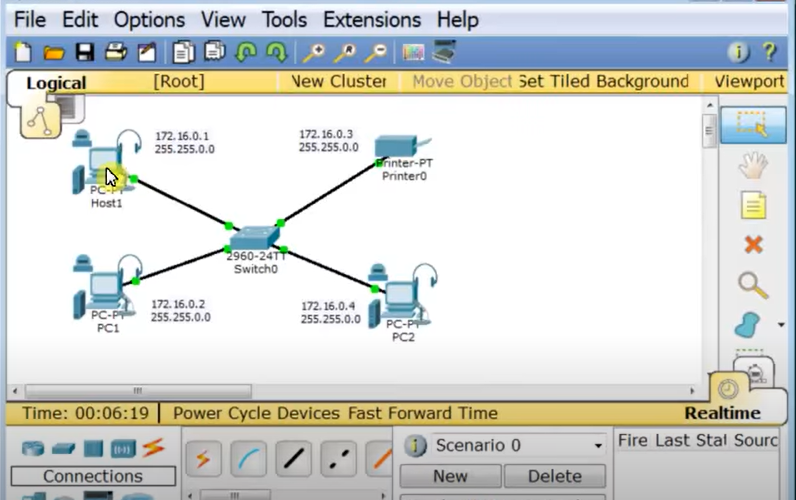 File Edit Options View Tools Extensions Help
Logical [Root] New Cluster Move Object Set Tiled Background Viewport
172.16.0.1
255.255.0.0
172.16.0.3
255.255.0.0
Printer-PT
Printer0
PC-PT
Host1
2960-24TT
Switch0
172.16.0.2
255.255.0.0
PC-PT
PC1
172.16.0.4
255.255.0.0
PC-PT
PC2
Time: 00:06:19 Power Cycle Devices Fast Forward Time Realtime
Scenario 0
Fire Last Stat Sourc
Connections
New Delete